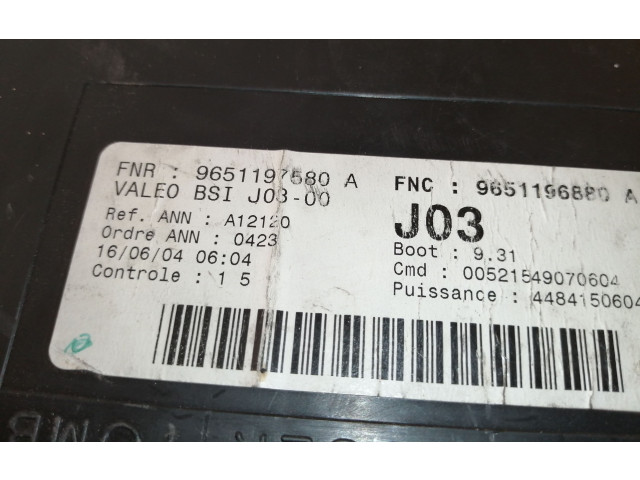 FNR : 9651197580 A
VALEO BSI J03-00
Ref. ANN : A12120
Ordre ANN : 0423
16/06/04 06:04
Controle : 1 5
FNC : 9651196880 A
J03
Boot : 9.31
Cmd : 00521549070604
Puissance : 4484150604